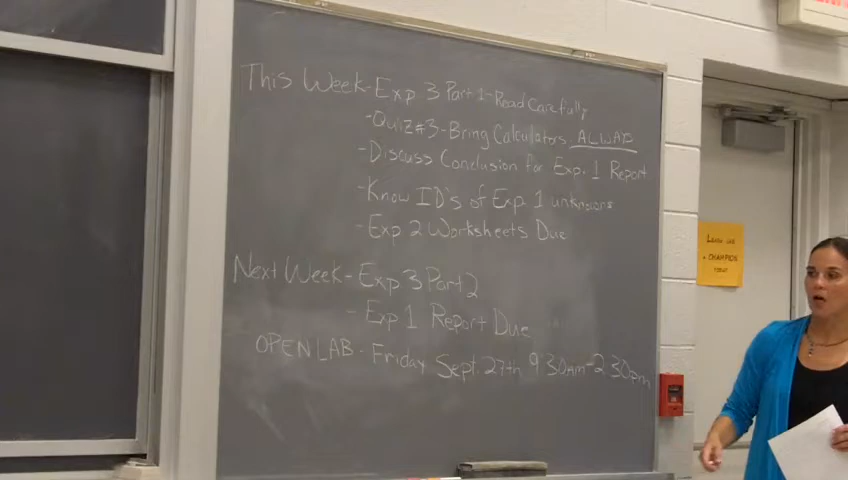 This Week-Exp 3 Part 1-Read Carefully
-Quiz#3-Bring Calculators ALWAYS
-Discuss Conclusion for Exp. 1 Report
-Know ID's of Exp. 1 unknowns
-Exp 2 Worksheets Due
Next Week-Exp 3 Part 2
-Exp 1 Report Due
OPEN LAB-Friday Sept. 27th 9:30AM-2:30pm
CHAMPIONS